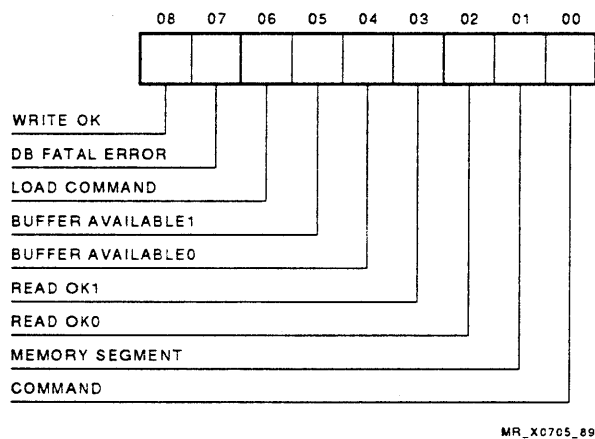 08 07 06 05 04 03 02 01 00
WRITE OK
DB FATAL ERROR
LOAD COMMAND
BUFFER AVAILABLE1
BUFFER AVAILABLE0
READ OK1
READ OK0
MEMORY SEGMENT
COMMAND
MR_X0705_89